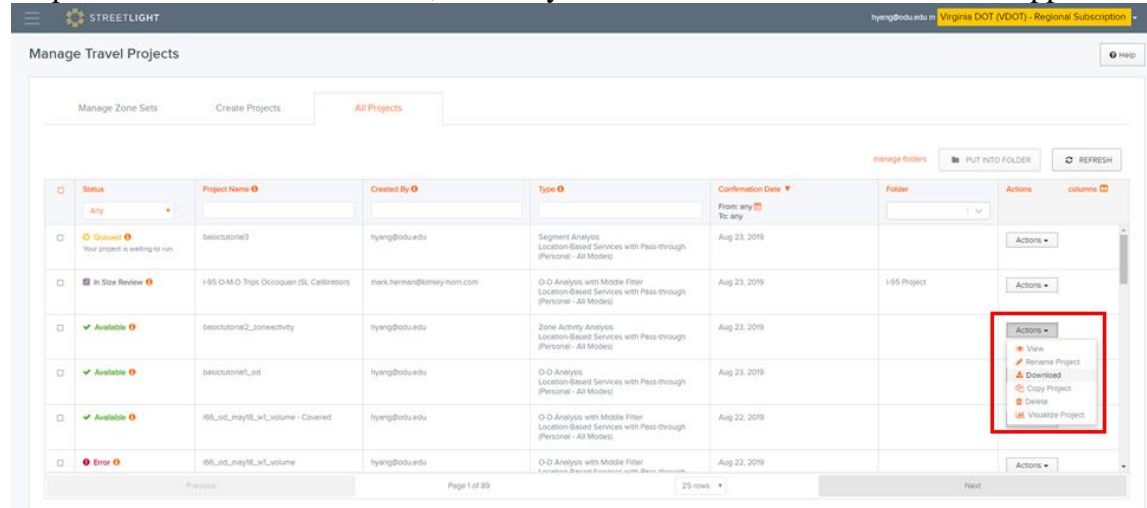 STREETLIGHT
hyang@odu.edu in Virginia DOT (VDOT) - Regional Subscription
Manage Travel Projects
Help
Manage Zone Sets
Create Projects
All Projects
manage folders
PUT INTO FOLDER
REFRESH
Status Project Name Created By Type Confirmation Date Folder Actions columns
Any
From: any
To: any
Queued basictutorial3 hyang@odu.edu Segment Analysis Aug 23, 2019 Actions
Your project is waiting to run. Location-Based Services with Pass-through
(Personal - All Modes)
In Size Review I-95 O-M-D Trips Occoquan (SL Calibration) mark.herman@kimley-horn.com O-D Analysis with Middle Filter Aug 23, 2019 I-95 Project Actions
Location-Based Services with Pass-through
(Personal - All Modes)
Available basictutorial2_zoneactivity hyang@odu.edu Zone Activity Analysis Aug 23, 2019 Actions
Location-Based Services with Pass-through
(Personal - All Modes)
View
Rename Project
Download
Copy Project
Delete
Visualize Project
Available basictutorial1_od hyang@odu.edu O-D Analysis Aug 23, 2019
Location-Based Services with Pass-through
(Personal - All Modes)
Available i66_od_may18_wt_volume - Covered hyang@odu.edu O-D Analysis with Middle Filter Aug 22, 2019
Location-Based Services with Pass-through
(Personal - All Modes)
Error i66_od_may18_wt_volume hyang@odu.edu O-D Analysis with Middle Filter Aug 22, 2019 Actions
Previous Page 1 of 89 25 rows Next